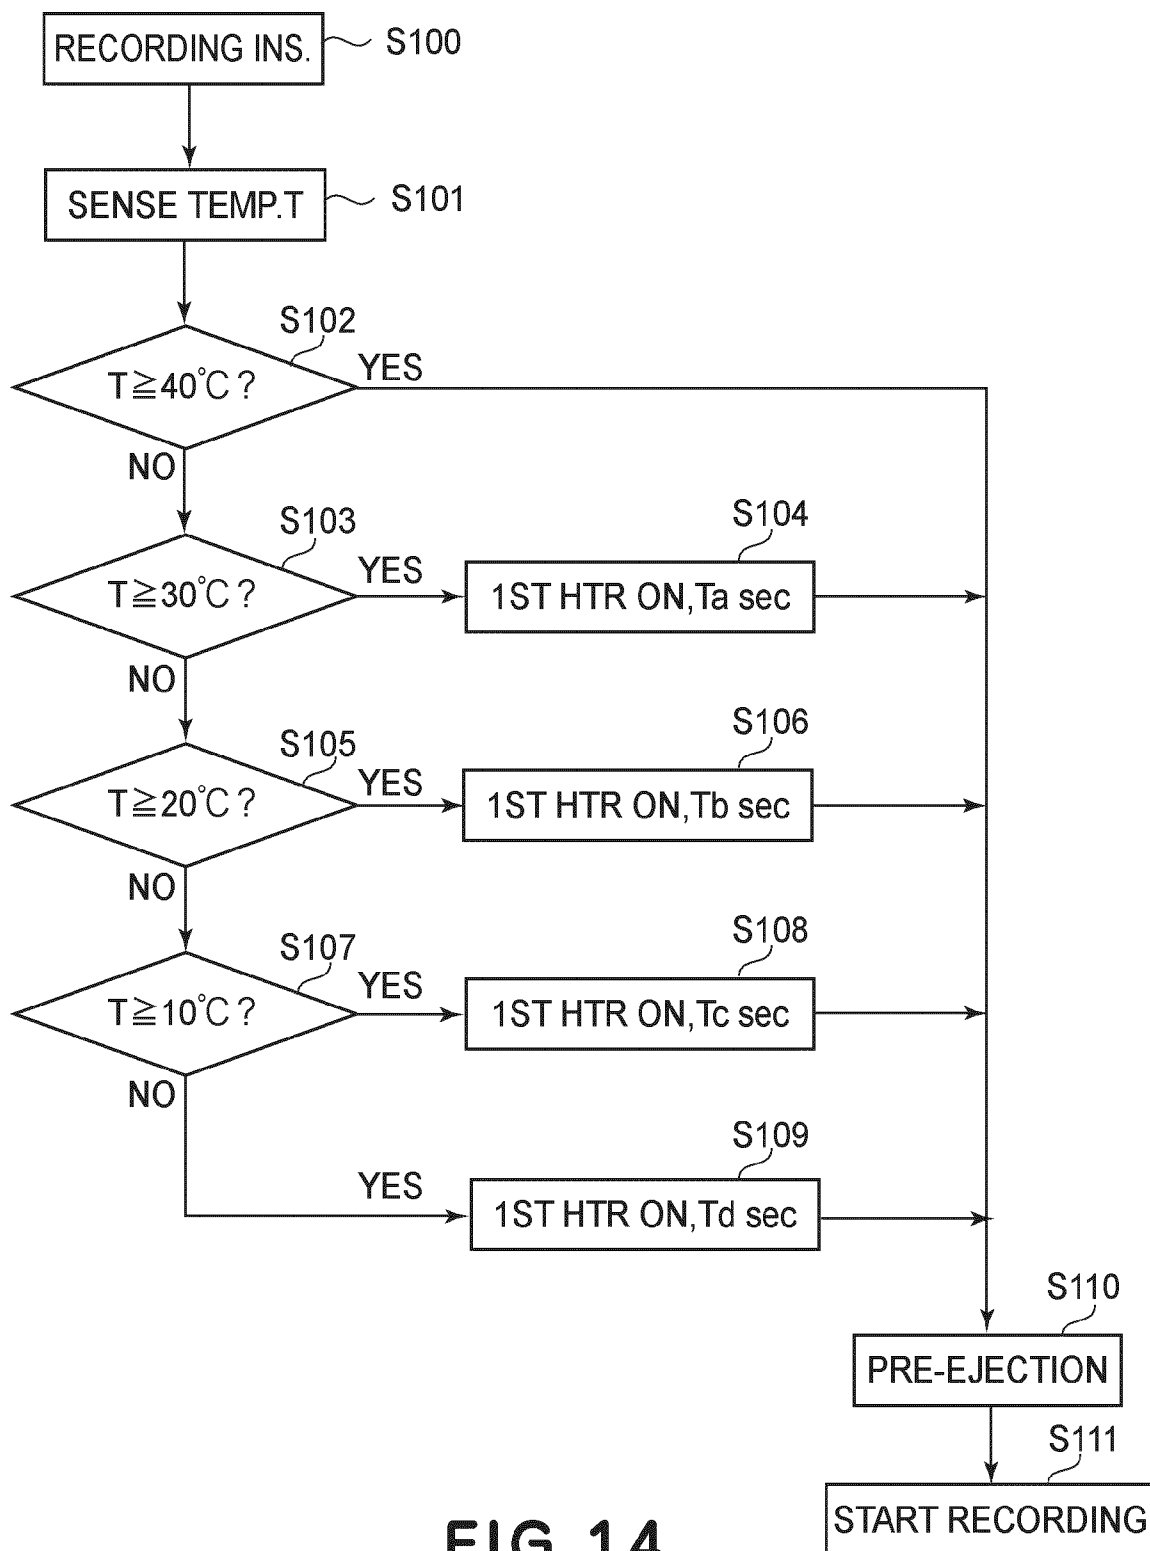 RECORDING INS.
S100
SENSE TEMP.T
S101
S102
T≧40℃?
YES
NO
S103
T≧30℃?
YES
S104
1ST HTR ON,Ta sec
NO
S105
T≧20℃?
YES
S106
1ST HTR ON,Tb sec
NO
S107
T≧10℃?
YES
S108
1ST HTR ON,Tc sec
NO
YES
S109
1ST HTR ON,Td sec
S110
PRE-EJECTION
S111
START RECORDING
FIG.14